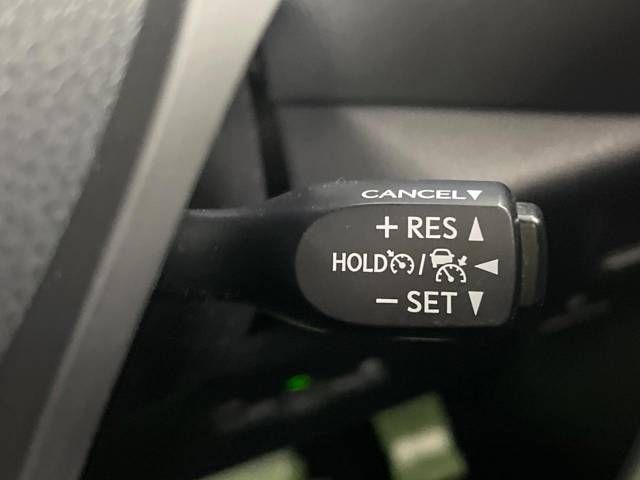 CANCEL▼
+ RES ▲
HOLD / ◀
− SET ▼